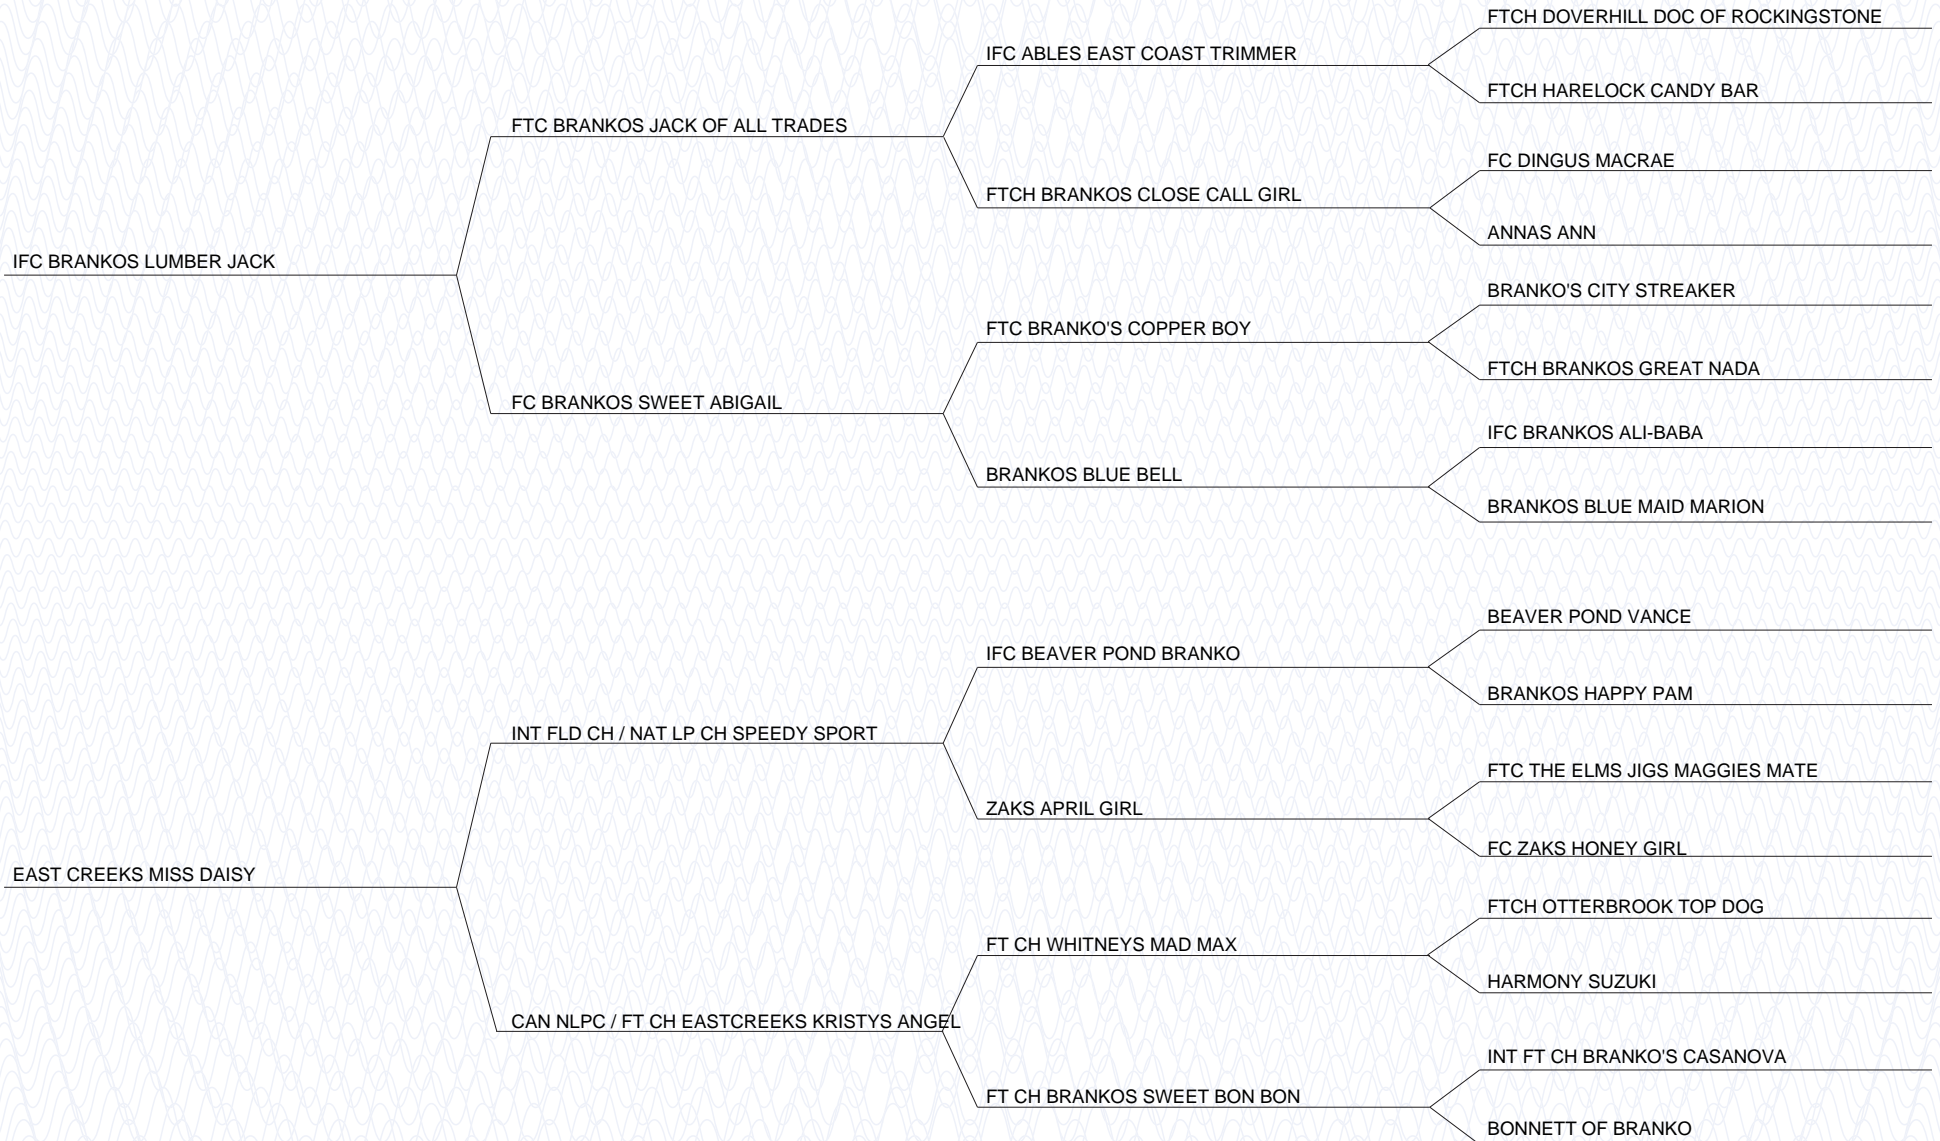 FTCH DOVERHILL DOC OF ROCKINGSTONE
IFC ABLES EAST COAST TRIMMER
FTCH HARELOCK CANDY BAR
FTC BRANKOS JACK OF ALL TRADES
FC DINGUS MACRAE
FTCH BRANKOS CLOSE CALL GIRL
ANNAS ANN
IFC BRANKOS LUMBER JACK
BRANKO'S CITY STREAKER
FTC BRANKO'S COPPER BOY
FTCH BRANKOS GREAT NADA
FC BRANKOS SWEET ABIGAIL
IFC BRANKOS ALI-BABA
BRANKOS BLUE BELL
BRANKOS BLUE MAID MARION
BEAVER POND VANCE
IFC BEAVER POND BRANKO
BRANKOS HAPPY PAM
INT FLD CH / NAT LP CH SPEEDY SPORT
FTC THE ELMS JIGS MAGGIES MATE
ZAKS APRIL GIRL
FC ZAKS HONEY GIRL
EAST CREEKS MISS DAISY
FTCH OTTERBROOK TOP DOG
FT CH WHITNEYS MAD MAX
HARMONY SUZUKI
CAN NLPC / FT CH EASTCREEKS KRISTYS ANGEL
INT FT CH BRANKO'S CASANOVA
FT CH BRANKOS SWEET BON BON
BONNETT OF BRANKO